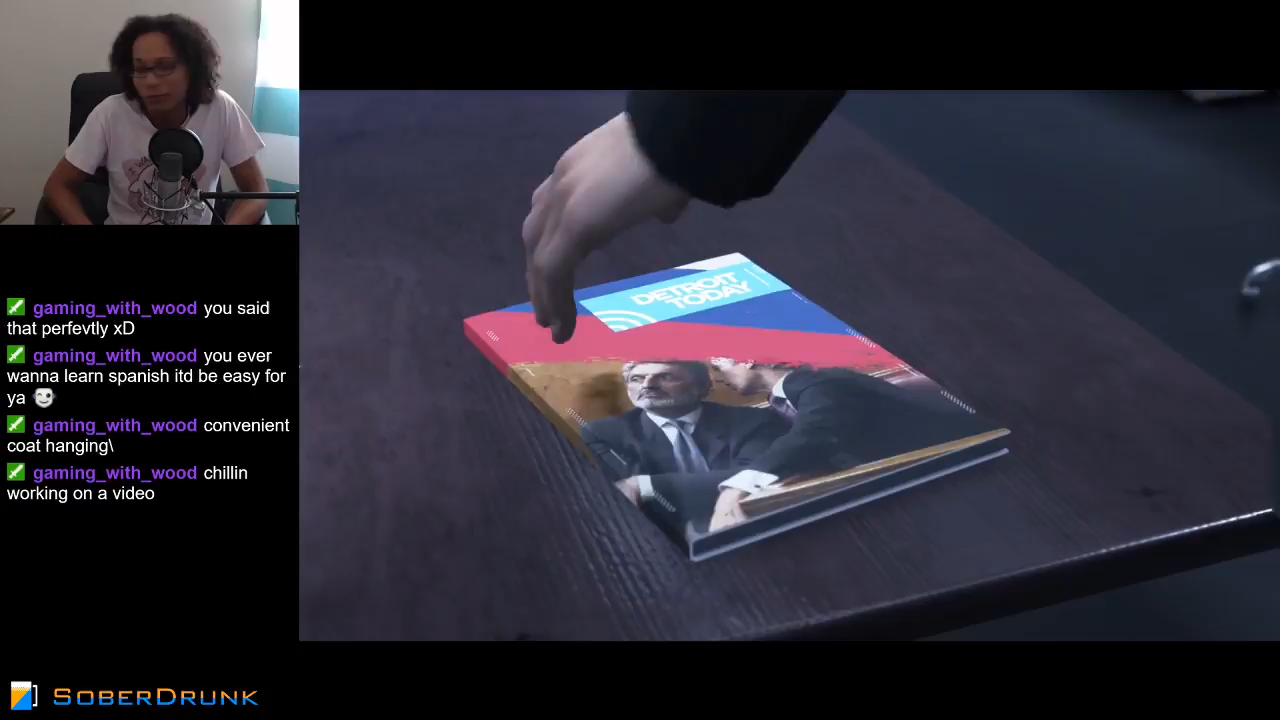 gaming_with_wood you said
that perfevtly xD
gaming_with_wood you ever
wanna learn spanish itd be easy for
ya
gaming_with_wood convenient
coat hanging\
gaming_with_wood chillin
working on a video
DETROIT
TODAY
SOBERDRUNK